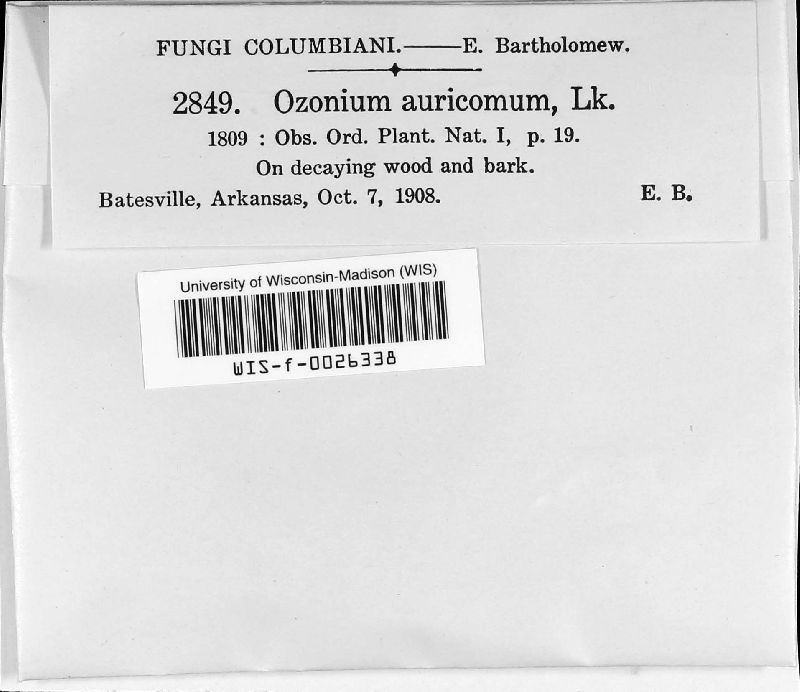 FUNGI COLUMBIANI.——E. Bartholomew.
2849. Ozonium auricomum, Lk.
1809 : Obs. Ord. Plant. Nat. I, p. 19.
On decaying wood and bark.
Batesville, Arkansas, Oct. 7, 1908. E. B.
University of Wisconsin-Madison (WIS)
WIS-f-0026338